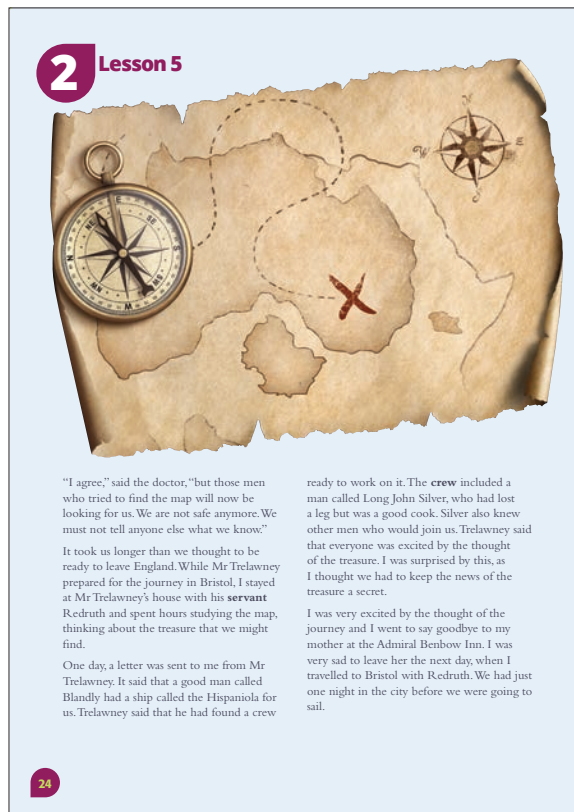 2
Lesson 5
N
W
E
S
E
NE
SE
N
S
NW
SW
W
"I agree," said the doctor, "but those men
who tried to find the map will now be
looking for us. We are not safe anymore. We
must not tell anyone else what we know."
It took us longer than we thought to be
ready to leave England. While Mr Trelawney
prepared for the journey in Bristol, I stayed
at Mr Trelawney's house with his servant
Redruth and spent hours studying the map,
thinking about the treasure that we might
find.
One day, a letter was sent to me from Mr
Trelawney. It said that a good man called
Blandly had a ship called the Hispaniola for
us. Trelawney said that he had found a crew
ready to work on it. The crew included a
man called Long John Silver, who had lost
a leg but was a good cook. Silver also knew
other men who would join us. Trelawney said
that everyone was excited by the thought
of the treasure. I was surprised by this, as
I thought we had to keep the news of the
treasure a secret.
I was very excited by the thought of the
journey and I went to say goodbye to my
mother at the Admiral Benbow Inn. I was
very sad to leave her the next day, when I
travelled to Bristol with Redruth. We had just
one night in the city before we were going to
sail.
24